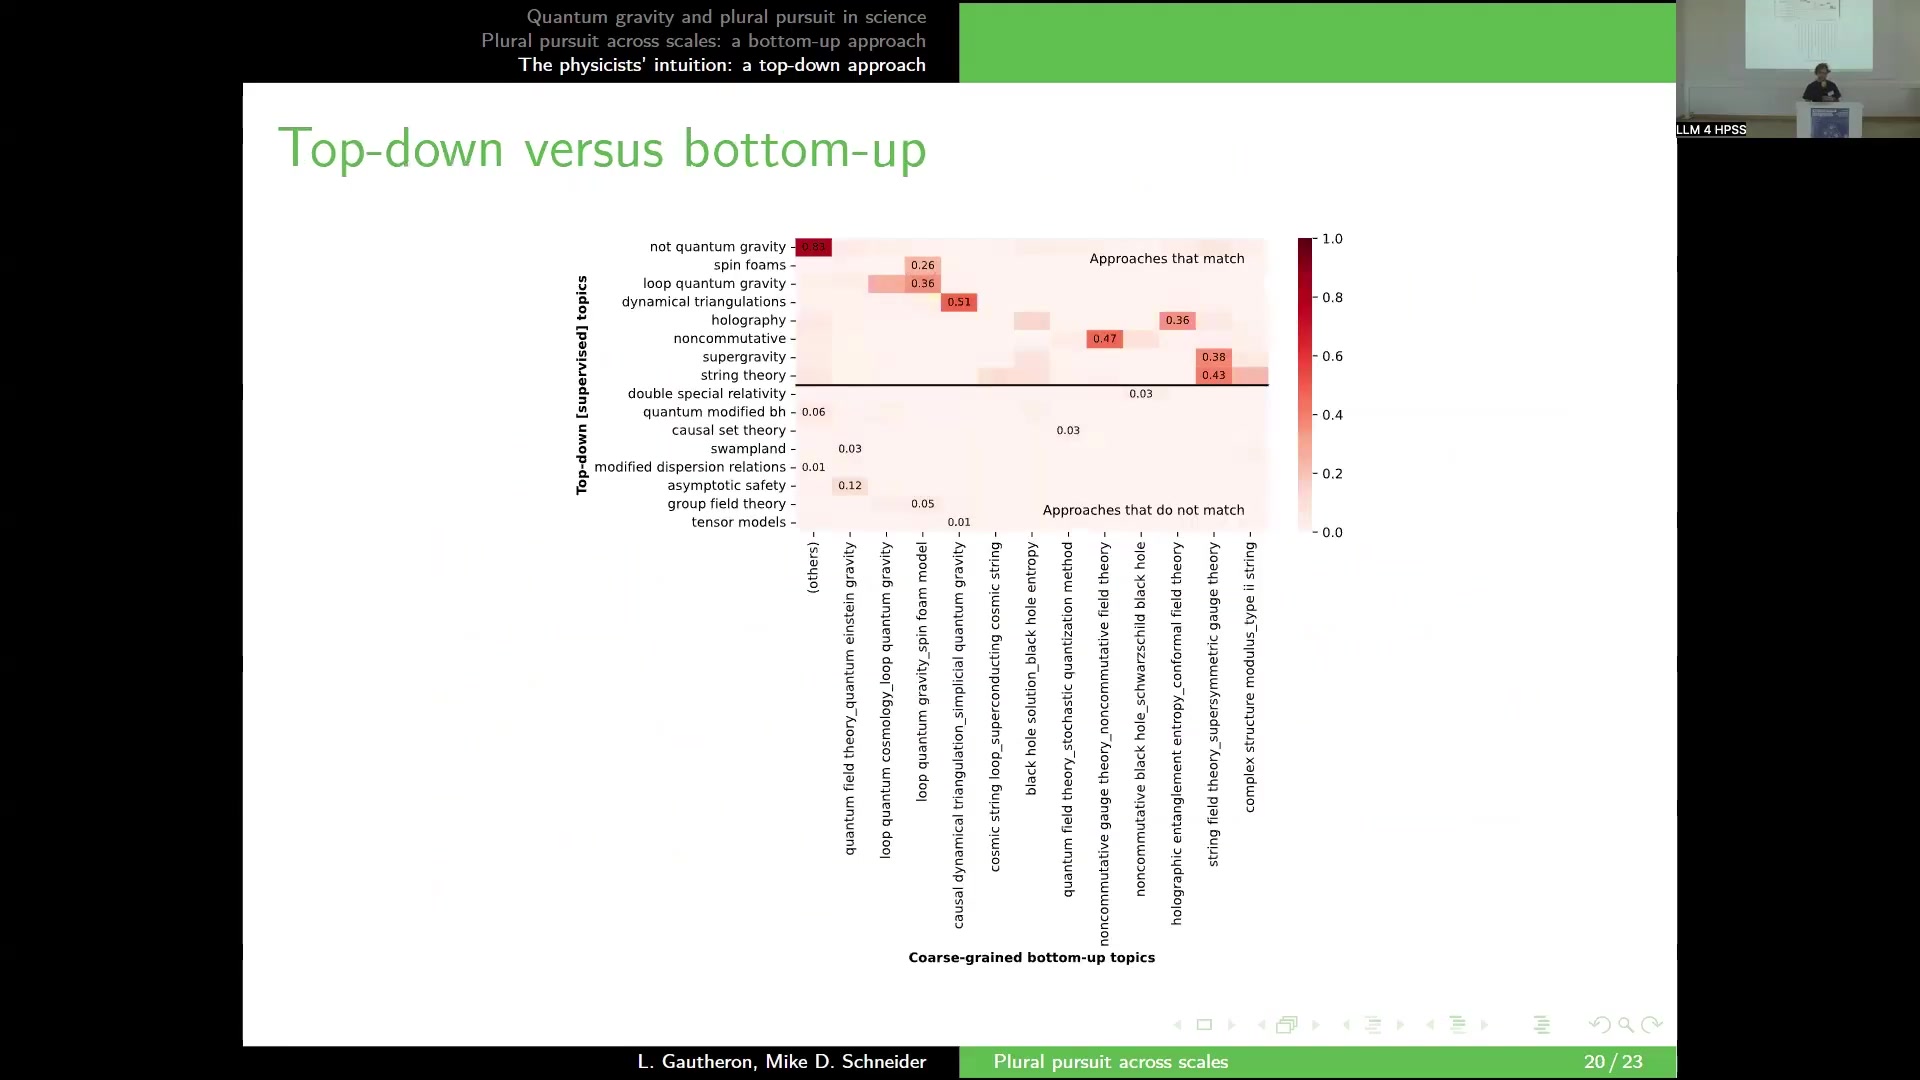 Quantum gravity and plural pursuit in science
Plural pursuit across scales: a bottom-up approach
The physicists' intuition: a top-down approach
LLM 4 HPSS
Top-down versus bottom-up
Top-down [supervised] topics
not quantum gravity
spin foams
loop quantum gravity
dynamical triangulations
holography
noncommutative
supergravity
string theory
double special relativity
quantum modified bh
causal set theory
swampland
modified dispersion relations
asymptotic safety
group field theory
tensor models
0.83
0.26
0.36
0.51
0.36
0.47
0.38
0.43
0.03
0.06
0.03
0.03
0.01
0.12
0.05
0.01
Approaches that match
Approaches that do not match
1.0
0.8
0.6
0.4
0.2
0.0
(others)
quantum field theory_quantum einstein gravity
loop quantum cosmology_loop quantum gravity
loop quantum gravity_spin foam model
causal dynamical triangulation_simplicial quantum gravity
cosmic string loop_superconducting cosmic string
black hole solution_black hole entropy
quantum field theory_stochastic quantization method
noncommutative gauge theory_noncommutative field theory
noncommutative black hole_schwarzschild black hole
holographic entanglement entropy_conformal field theory
string field theory_supersymmetric gauge theory
complex structure modulus_type ii string
Coarse-grained bottom-up topics
L. Gautheron, Mike D. Schneider
Plural pursuit across scales
20 / 23